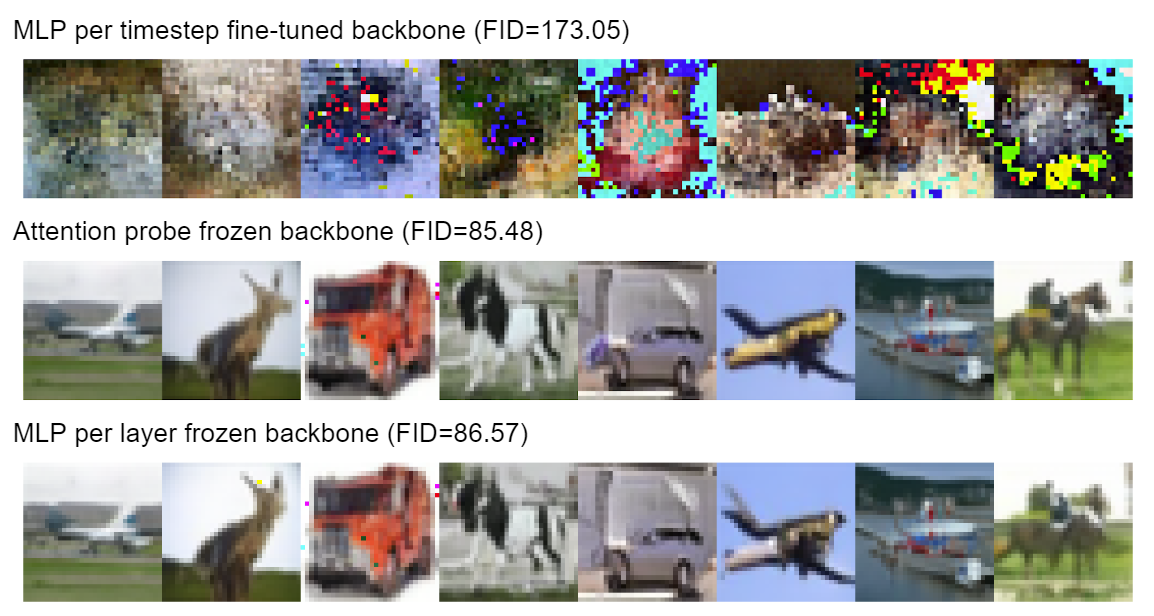 MLP per timestep fine-tuned backbone (FID=173.05)
Attention probe frozen backbone (FID=85.48)
MLP per layer frozen backbone (FID=86.57)